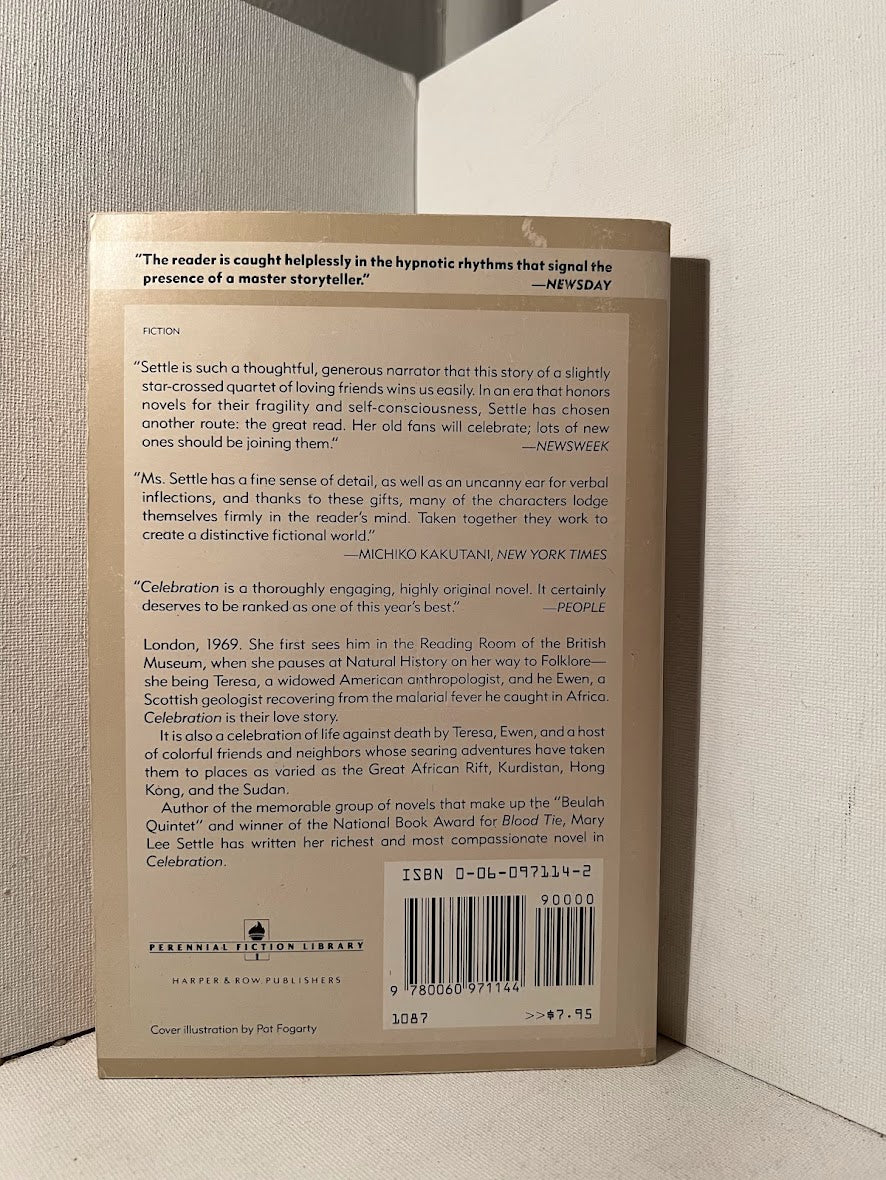 "The reader is caught helplessly in the hypnotic rhythms that signal the
presence of a master storyteller."
—NEWSDAY
FICTION
"Settle is such a thoughtful, generous narrator that this story of a slightly
star-crossed quartet of loving friends wins us easily. In an era that honors
novels for their fragility and self-consciousness, Settle has chosen
another route: the great read. Her old fans will celebrate; lots of new
ones should be joining them."
—NEWSWEEK
"Ms. Settle has a fine sense of detail, as well as an uncanny ear for verbal
inflections, and thanks to these gifts, many of the characters lodge
themselves firmly in the reader's mind. Taken together they work to
create a distinctive fictional world."
—MICHIKO KAKUTANI, NEW YORK TIMES
"Celebration is a thoroughly engaging, highly original novel. It certainly
deserves to be ranked as one of this year's best."
—PEOPLE
London, 1969. She first sees him in the Reading Room of the British
Museum, when she pauses at Natural History on her way to Folklore—
she being Teresa, a widowed American anthropologist, and he Ewen, a
Scottish geologist recovering from the malarial fever he caught in Africa.
Celebration is their love story.
It is also a celebration of life against death by Teresa, Ewen, and a host
of colorful friends and neighbors whose searing adventures have taken
them to places as varied as the Great African Rift, Kurdistan, Hong
Kong, and the Sudan.
Author of the memorable group of novels that make up the "Beulah
Quintet" and winner of the National Book Award for Blood Tie, Mary
Lee Settle has written her richest and most compassionate novel in
Celebration.
ISBN 0-06-097114-2
90000
9 780060 971144
1087
>>$7.95
PERENNIAL FICTION LIBRARY
HARPER & ROW, PUBLISHERS
Cover illustration by Pat Fogarty